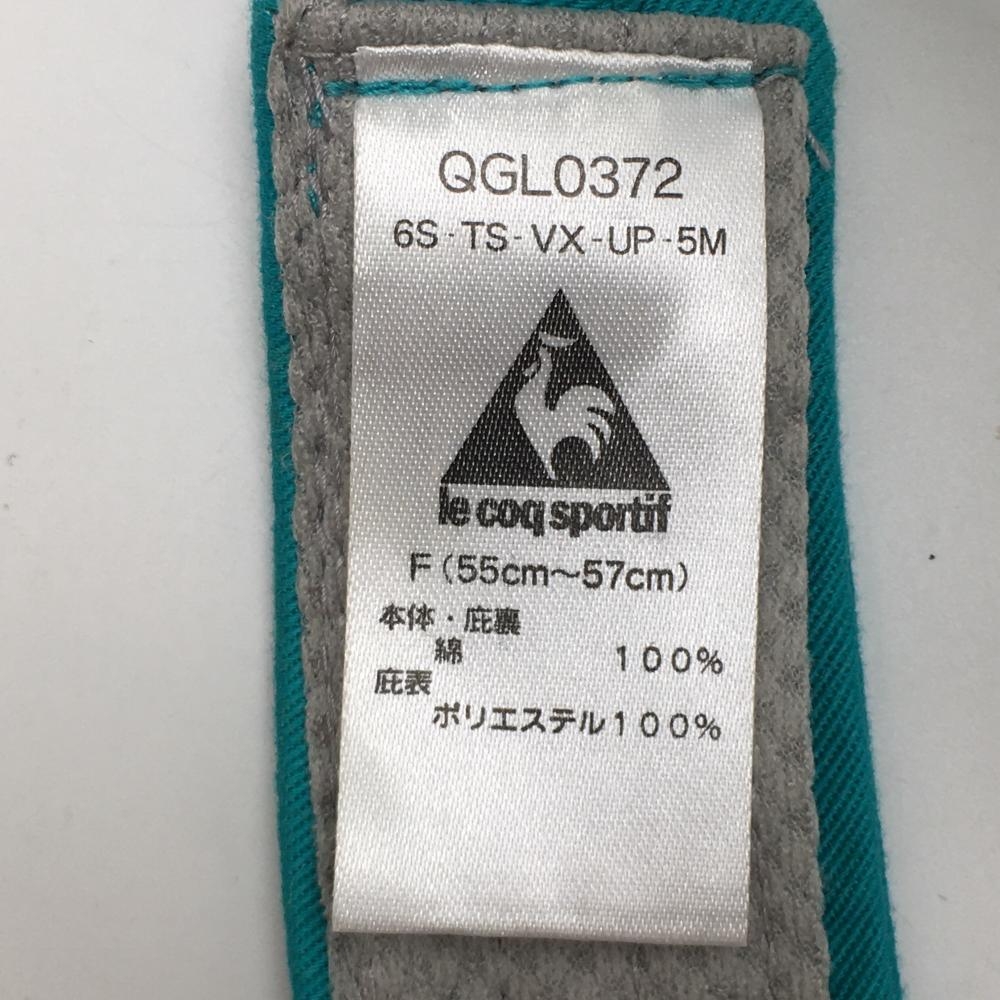 QGL0372
6S-TS-VX-UP-5M
le coq sportif
F(55cm～57cm)
本体・庇裏
綿 100%
庇表
ポリエステル100%